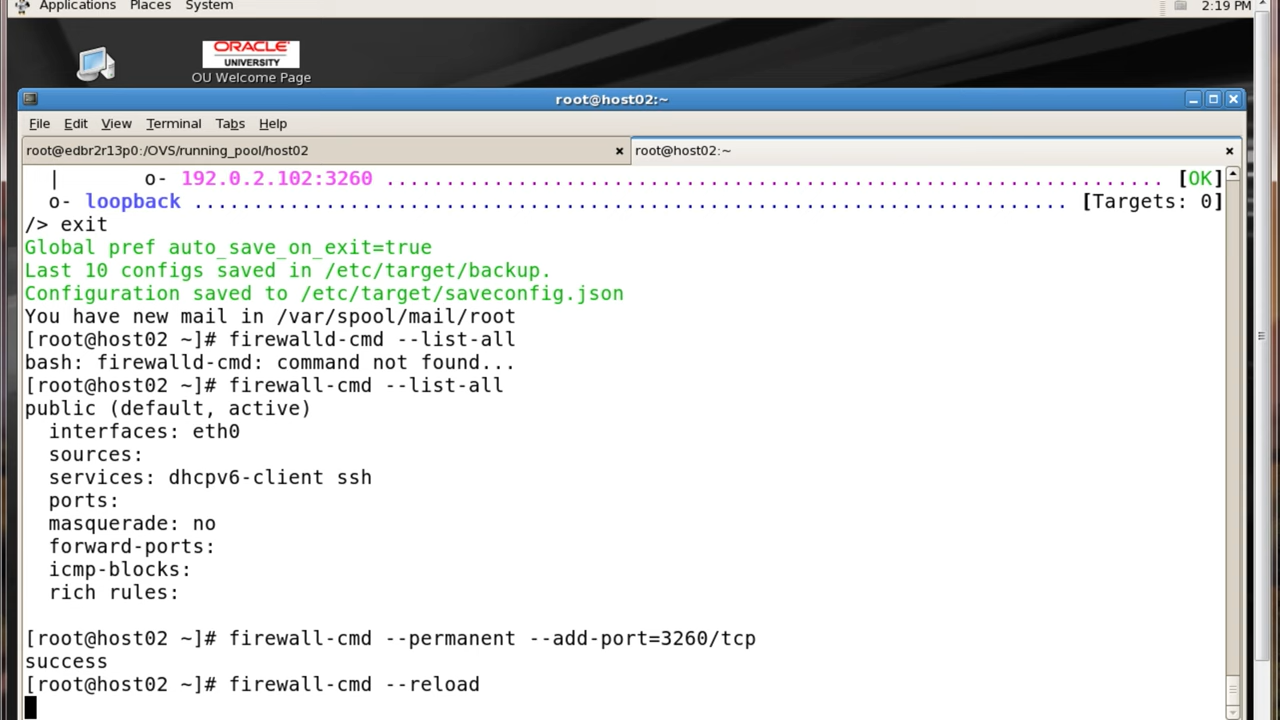 Applications Places System 2:19 PM
ORACLE
UNIVERSITY
OU Welcome Page
root@host02:~
File Edit View Terminal Tabs Help
root@edbr2r13p0:/OVS/running_pool/host02 × root@host02:~ ×
| o- 192.0.2.102:3260 ................................................................. [OK]
o- loopback ......................................................................... [Targets: 0]
/> exit
Global pref auto_save_on_exit=true
Last 10 configs saved in /etc/target/backup.
Configuration saved to /etc/target/saveconfig.json
You have new mail in /var/spool/mail/root
[root@host02 ~]# firewalld-cmd --list-all
bash: firewalld-cmd: command not found...
[root@host02 ~]# firewall-cmd --list-all
public (default, active)
interfaces: eth0
sources:
services: dhcpv6-client ssh
ports:
masquerade: no
forward-ports:
icmp-blocks:
rich rules:
[root@host02 ~]# firewall-cmd --permanent --add-port=3260/tcp
success
[root@host02 ~]# firewall-cmd --reload